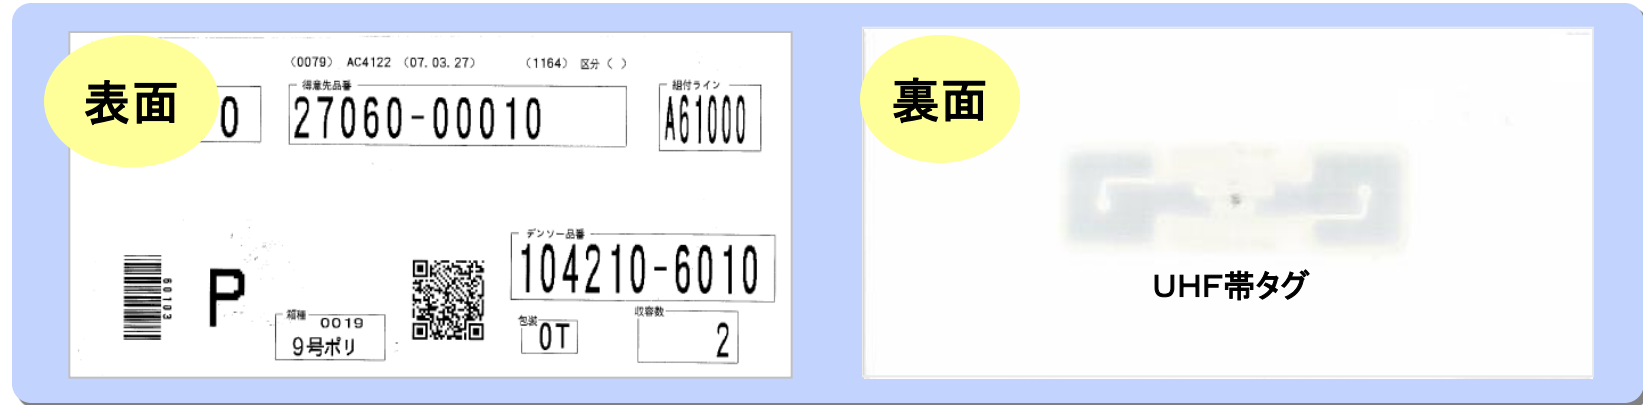 表面
(0079) AC4122 (07.03.27) (1164) 区分( )
0
得意先品番
27060-00010
組付ライン
A61000
60103
P
箱種
0019
9号ポリ
デンソー品番
104210-6010
包装
0T
収容数
2
裏面
UHF帯タグ